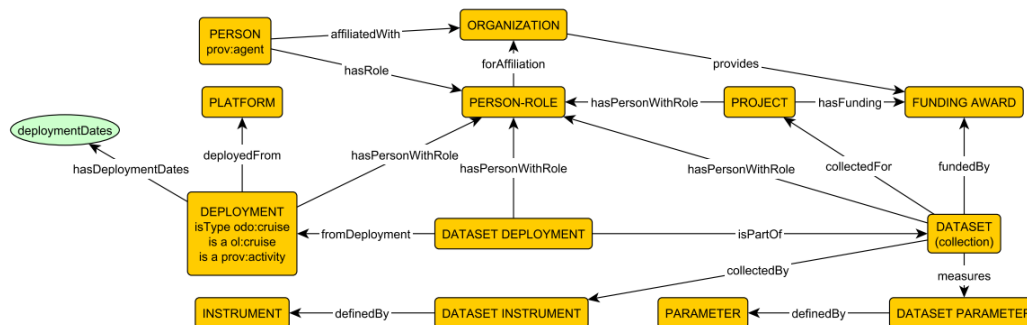 ORGANIZATION
PERSON
prov:agent
affiliatedWith
forAffiliation
provides
hasRole
PLATFORM
PERSON-ROLE
hasPersonWithRole
PROJECT
hasFunding
FUNDING AWARD
deploymentDates
deployedFrom
hasPersonWithRole
hasPersonWithRole
hasPersonWithRole
collectedFor
fundedBy
hasDeploymentDates
DEPLOYMENT
isType odo:cruise
is a ol:cruise
is a prov:activity
fromDeployment
DATASET DEPLOYMENT
isPartOf
DATASET
(collection)
collectedBy
measures
INSTRUMENT
definedBy
DATASET INSTRUMENT
PARAMETER
definedBy
DATASET PARAMETER